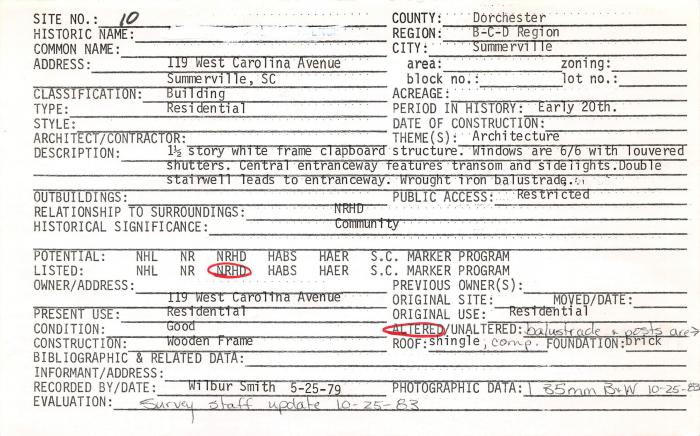 SITE NO.: 10 COUNTY: Dorchester
HISTORIC NAME: REGION: B-C-D Region
COMMON NAME: CITY: Summerville
ADDRESS: 119 West Carolina Avenue area: zoning:
Summerville, SC block no.: lot no.:
CLASSIFICATION: Building ACREAGE:
TYPE: Residential PERIOD IN HISTORY: Early 20th.
STYLE: DATE OF CONSTRUCTION:
ARCHITECT/CONTRACTOR: THEME(S): Architecture
DESCRIPTION: 1½ story white frame clapboard structure. Windows are 6/6 with louvered
shutters. Central entranceway features transom and sidelights.Double
stairwell leads to entranceway. Wrought iron balustrade.
OUTBUILDINGS: PUBLIC ACCESS: Restricted
RELATIONSHIP TO SURROUNDINGS: NRHD
HISTORICAL SIGNIFICANCE: Community
POTENTIAL: NHL NR NRHD HABS HAER S.C. MARKER PROGRAM
LISTED: NHL NR NRHD HABS HAER S.C. MARKER PROGRAM
OWNER/ADDRESS: PREVIOUS OWNER(S):
119 West Carolina Avenue ORIGINAL SITE: MOVED/DATE:
PRESENT USE: Residential ORIGINAL USE: Residential
CONDITION: Good ALTERED/UNALTERED: balustrade & posts are→
CONSTRUCTION: Wooden Frame ROOF: shingle; comp. FOUNDATION: brick
BIBLIOGRAPHIC & RELATED DATA:
INFORMANT/ADDRESS:
RECORDED BY/DATE: Wilbur Smith 5-25-79 PHOTOGRAPHIC DATA: 35mm B+W 10-25-83
EVALUATION: Survey staff update 10-25-83